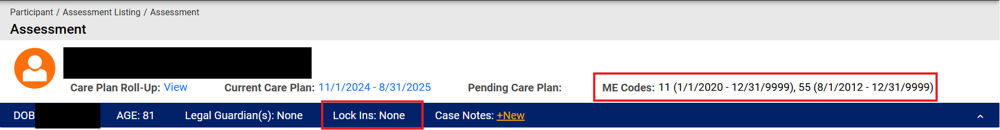 Participant / Assessment Listing / Assessment
Assessment
Care Plan Roll-Up: View Current Care Plan: 11/1/2024 - 8/31/2025 Pending Care Plan: ME Codes: 11 (1/1/2020 - 12/31/9999), 55 (8/1/2012 - 12/31/9999)
DOB AGE: 81 Legal Guardian(s): None Lock Ins: None Case Notes: +New